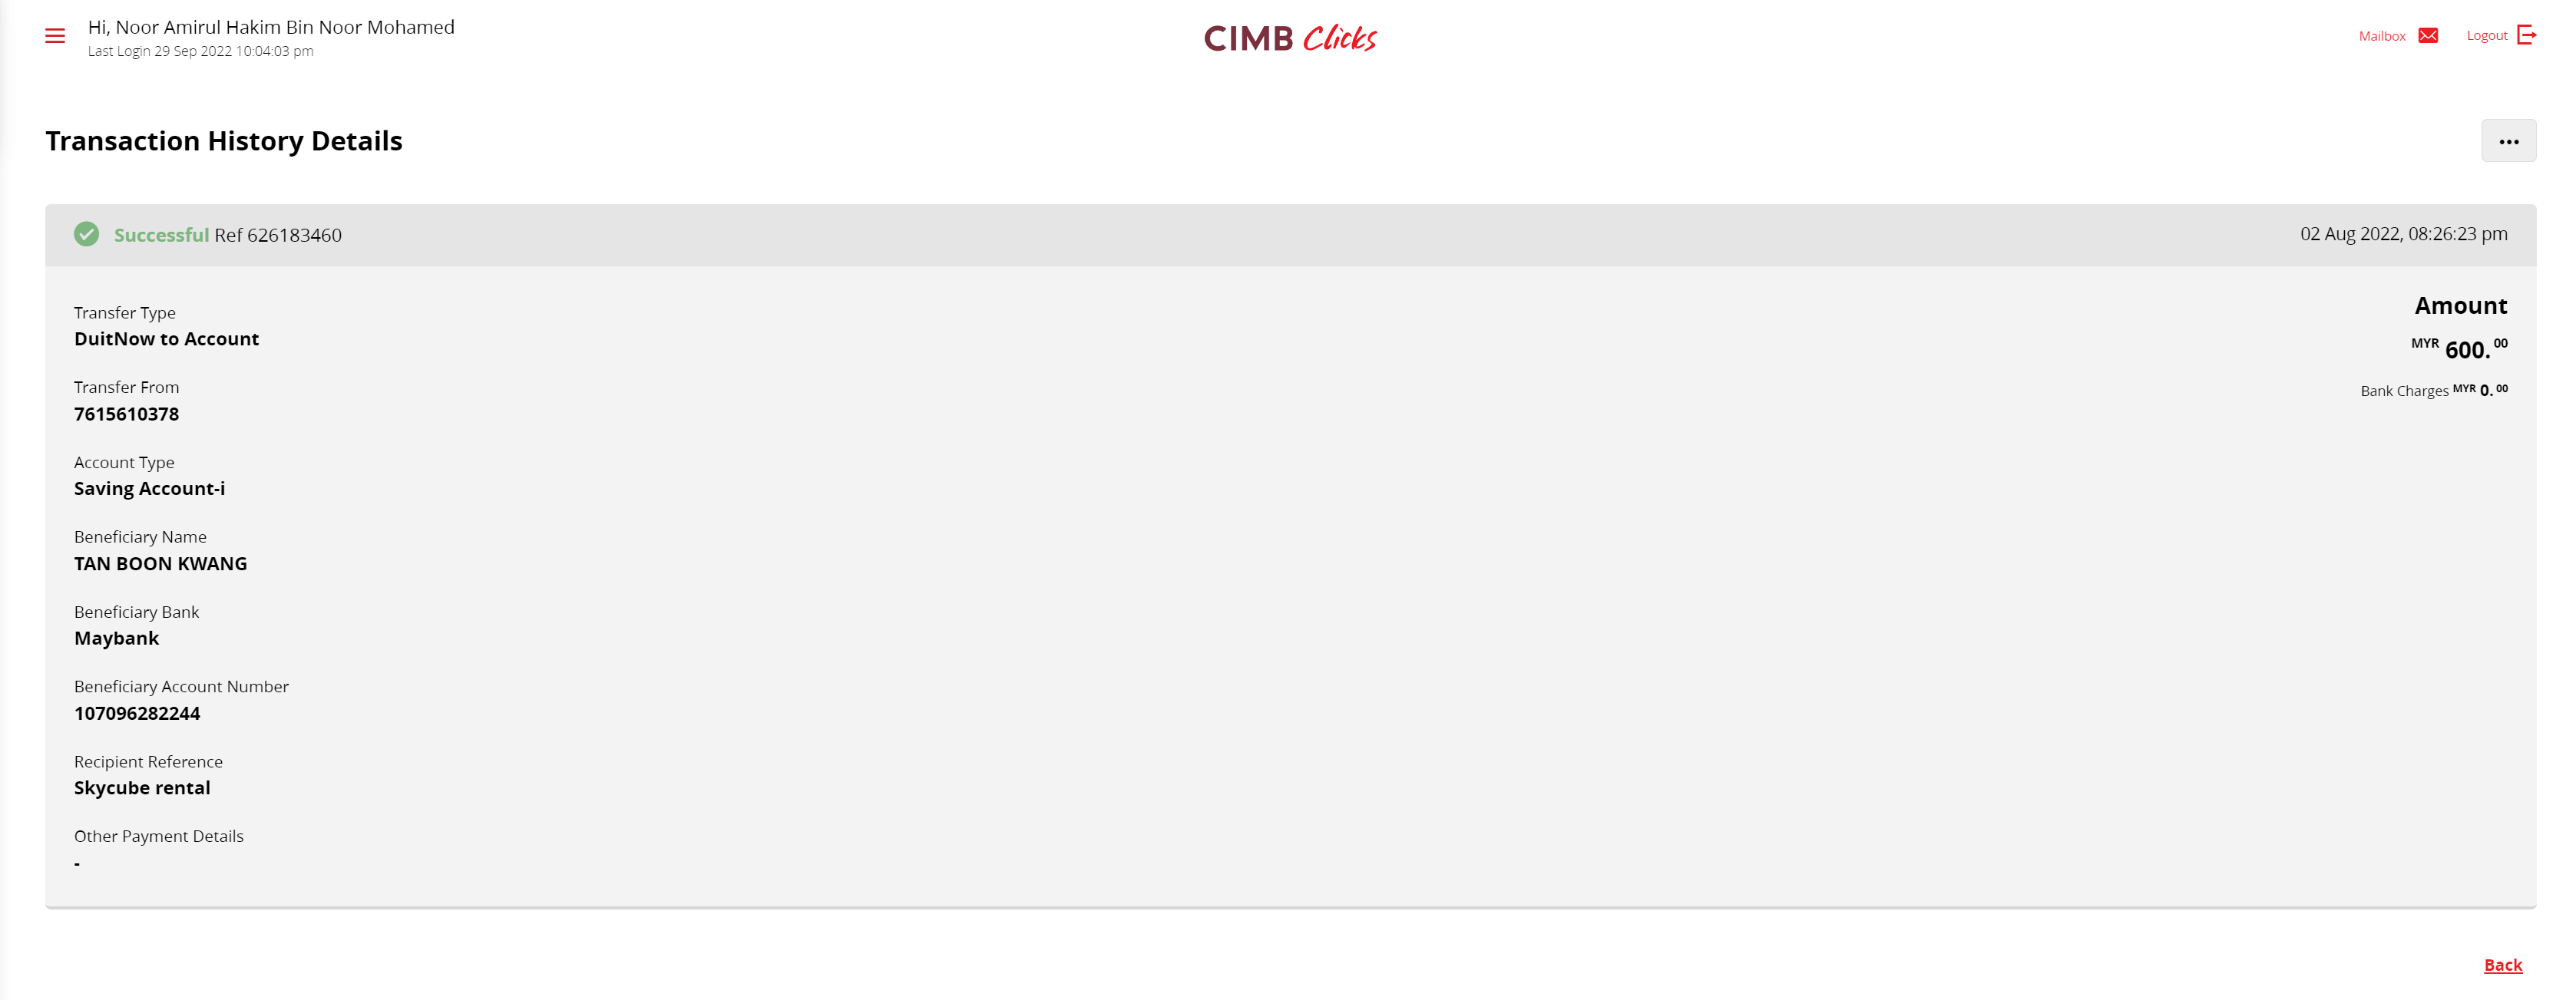 Hi, Noor Amirul Hakim Bin Noor Mohamed
Last Login 29 Sep 2022 10:04:03 pm
CIMB Clicks
Mailbox
Logout
Transaction History Details
Successful Ref 626183460
02 Aug 2022, 08:26:23 pm
Transfer Type
DuitNow to Account
Transfer From
7615610378
Account Type
Saving Account-i
Beneficiary Name
TAN BOON KWANG
Beneficiary Bank
Maybank
Beneficiary Account Number
107096282244
Recipient Reference
Skycube rental
Other Payment Details
-
Amount
MYR 600.00
Bank Charges MYR 0.00
Back